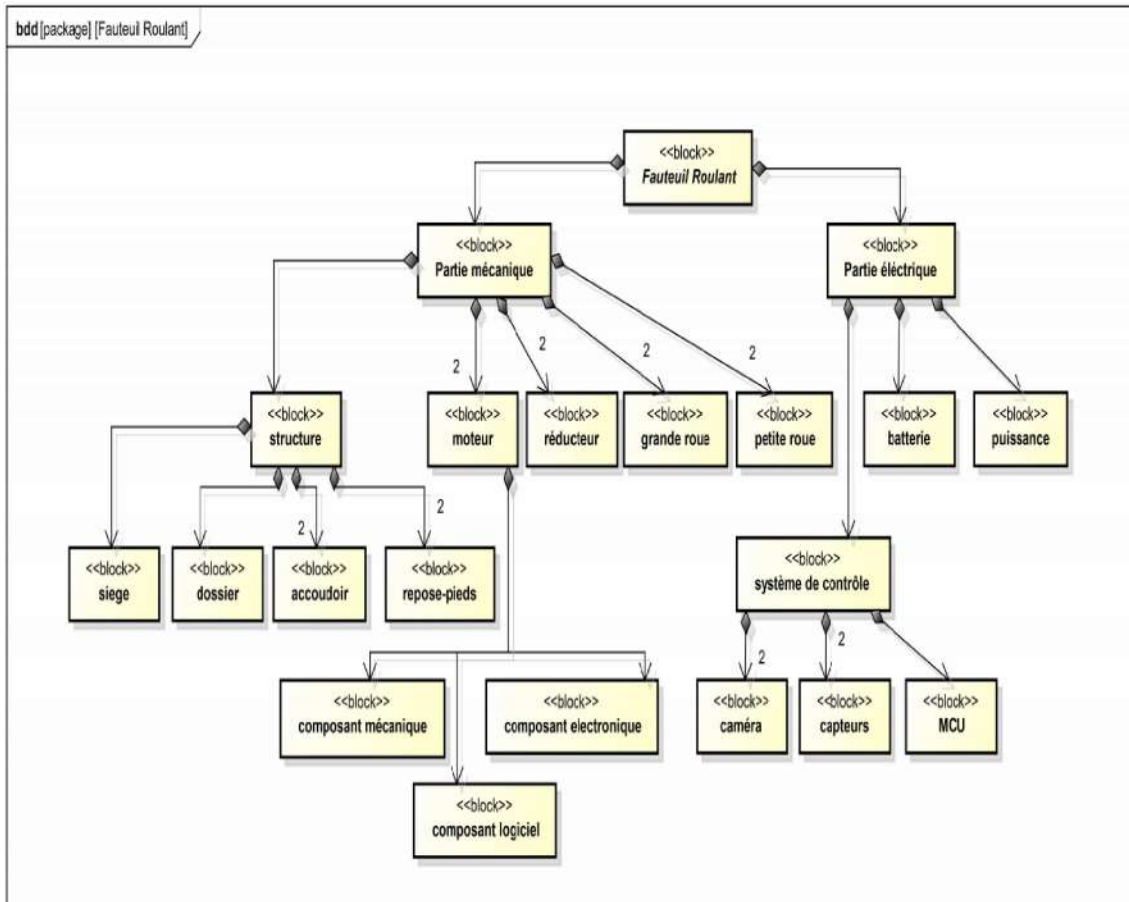 bdd [package] [Fauteuil Roulant]
<<block>>
Fauteuil Roulant
<<block>>
Partie mécanique
<<block>>
Partie éléctrique
2
2
2
2
<<block>>
structure
<<block>>
moteur
<<block>>
réducteur
<<block>>
grande roue
<<block>>
petite roue
<<block>>
batterie
<<block>>
puissance
2
2
<<block>>
siege
<<block>>
dossier
<<block>>
accoudoir
<<block>>
repose-pieds
<<block>>
système de contrôle
2
2
<<block>>
composant mécanique
<<block>>
composant electronique
<<block>>
caméra
<<block>>
capteurs
<<block>>
MCU
<<block>>
composant logiciel